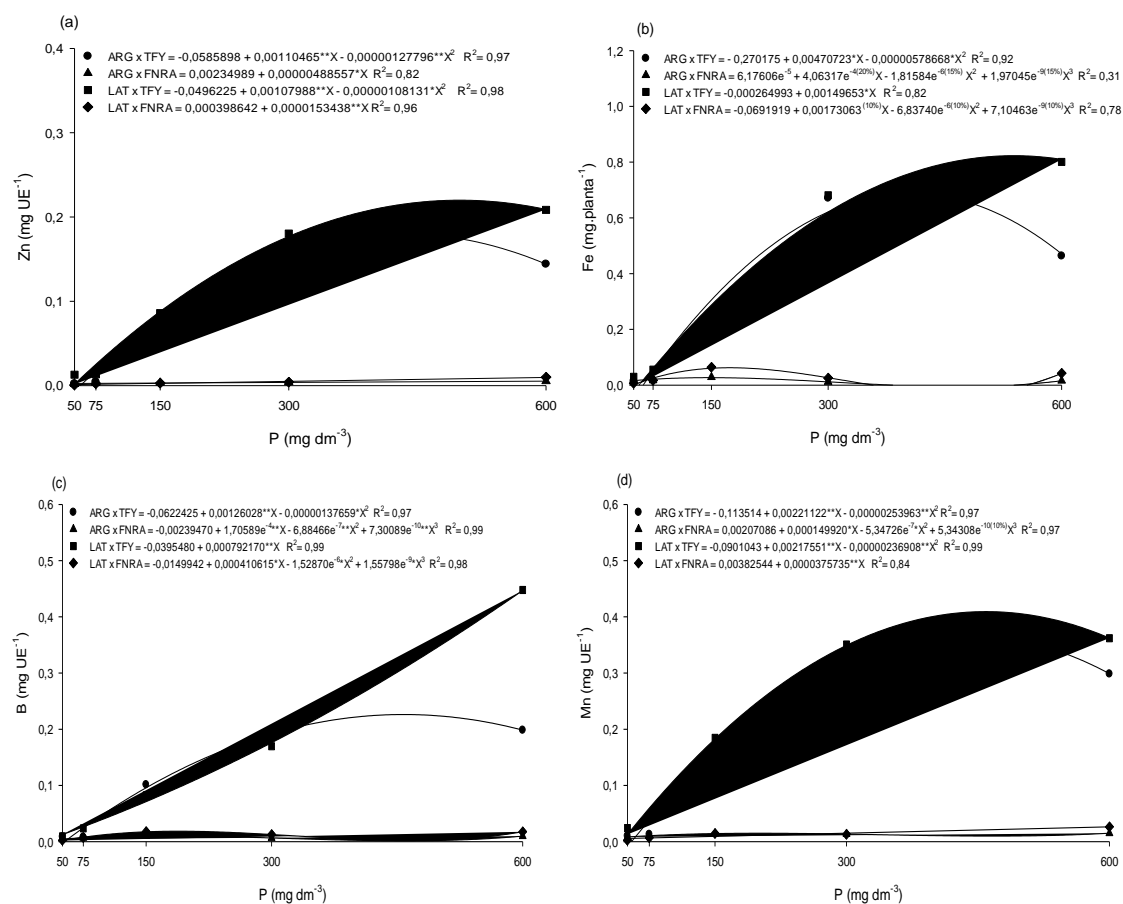 (a)
ARG x TFY = -0,0585898 + 0,00110465**X - 0,00000127796**X² R²= 0,97
ARG x FNRA = 0,00234989 + 0,00000488557*X R²= 0,82
LAT x TFY = -0,0496225 + 0,00107988**X - 0,00000108131*X² R²= 0,98
LAT x FNRA = 0,000398642 + 0,0000153438**X R²= 0,96
0,4
0,3
0,2
0,1
0,0
Zn (mg UE⁻¹)
50 75 150 300 600
P (mg dm⁻³)
(b)
ARG x TFY = - 0,270175 + 0,00470723*X - 0,00000578668*X² R²= 0,92
ARG x FNRA = 6,17606e⁻⁵ + 4,06317e⁻⁴⁽²⁰%⁾X - 1,81584e⁻⁶⁽¹⁵%⁾ X² + 1,97045e⁻⁹⁽¹⁵%⁾X³ R²= 0,31
LAT x TFY = -0,000264993 + 0,00149653*X R²= 0,82
LAT x FNRA = -0,0691919 + 0,00173063⁽¹⁰%⁾X - 6,83740e⁻⁶⁽¹⁰%⁾X² + 7,10463e⁻⁹⁽¹⁰%⁾X³ R²= 0,78
1,2
1,0
0,8
0,6
0,4
0,2
0,0
Fe (mg.planta⁻¹)
50 75 150 300 600
P (mg dm⁻³)
(c)
ARG x TFY = -0,0622425 + 0,00126028**X - 0,00000137659*X² R²= 0,97
ARG x FNRA = -0,00239470 + 1,70589e⁻⁴**X - 6,88466e⁻⁷**X² + 7,30089e⁻¹⁰**X³ R²= 0,99
LAT x TFY = -0,0395480 + 0,000792170**X R²= 0,99
LAT x FNRA = -0,0149942 + 0,000410615*X - 1,52870e⁻⁶*X² + 1,55798e⁻⁹*X³ R²= 0,98
0,6
0,5
0,4
0,3
0,2
0,1
0,0
B (mg UE⁻¹)
50 75 150 300 600
P (mg dm⁻³)
(d)
ARG x TFY = - 0,113514 + 0,00221122**X - 0,00000253963**X² R²= 0,97
ARG x FNRA = 0,00207086 + 0,000149920*X - 5,34726e⁻⁷*X² + 5,34308e⁻¹⁰⁽¹⁰%⁾X³ R²= 0,97
LAT x TFY = -0,0901043 + 0,00217551**X - 0,00000236908**X² R²= 0,99
LAT x FNRA = 0,00382544 + 0,0000375735**X R²= 0,84
0,6
0,5
0,4
0,3
0,2
0,1
0,0
Mn (mg UE⁻¹)
50 75 150 300 600
P (mg dm⁻³)